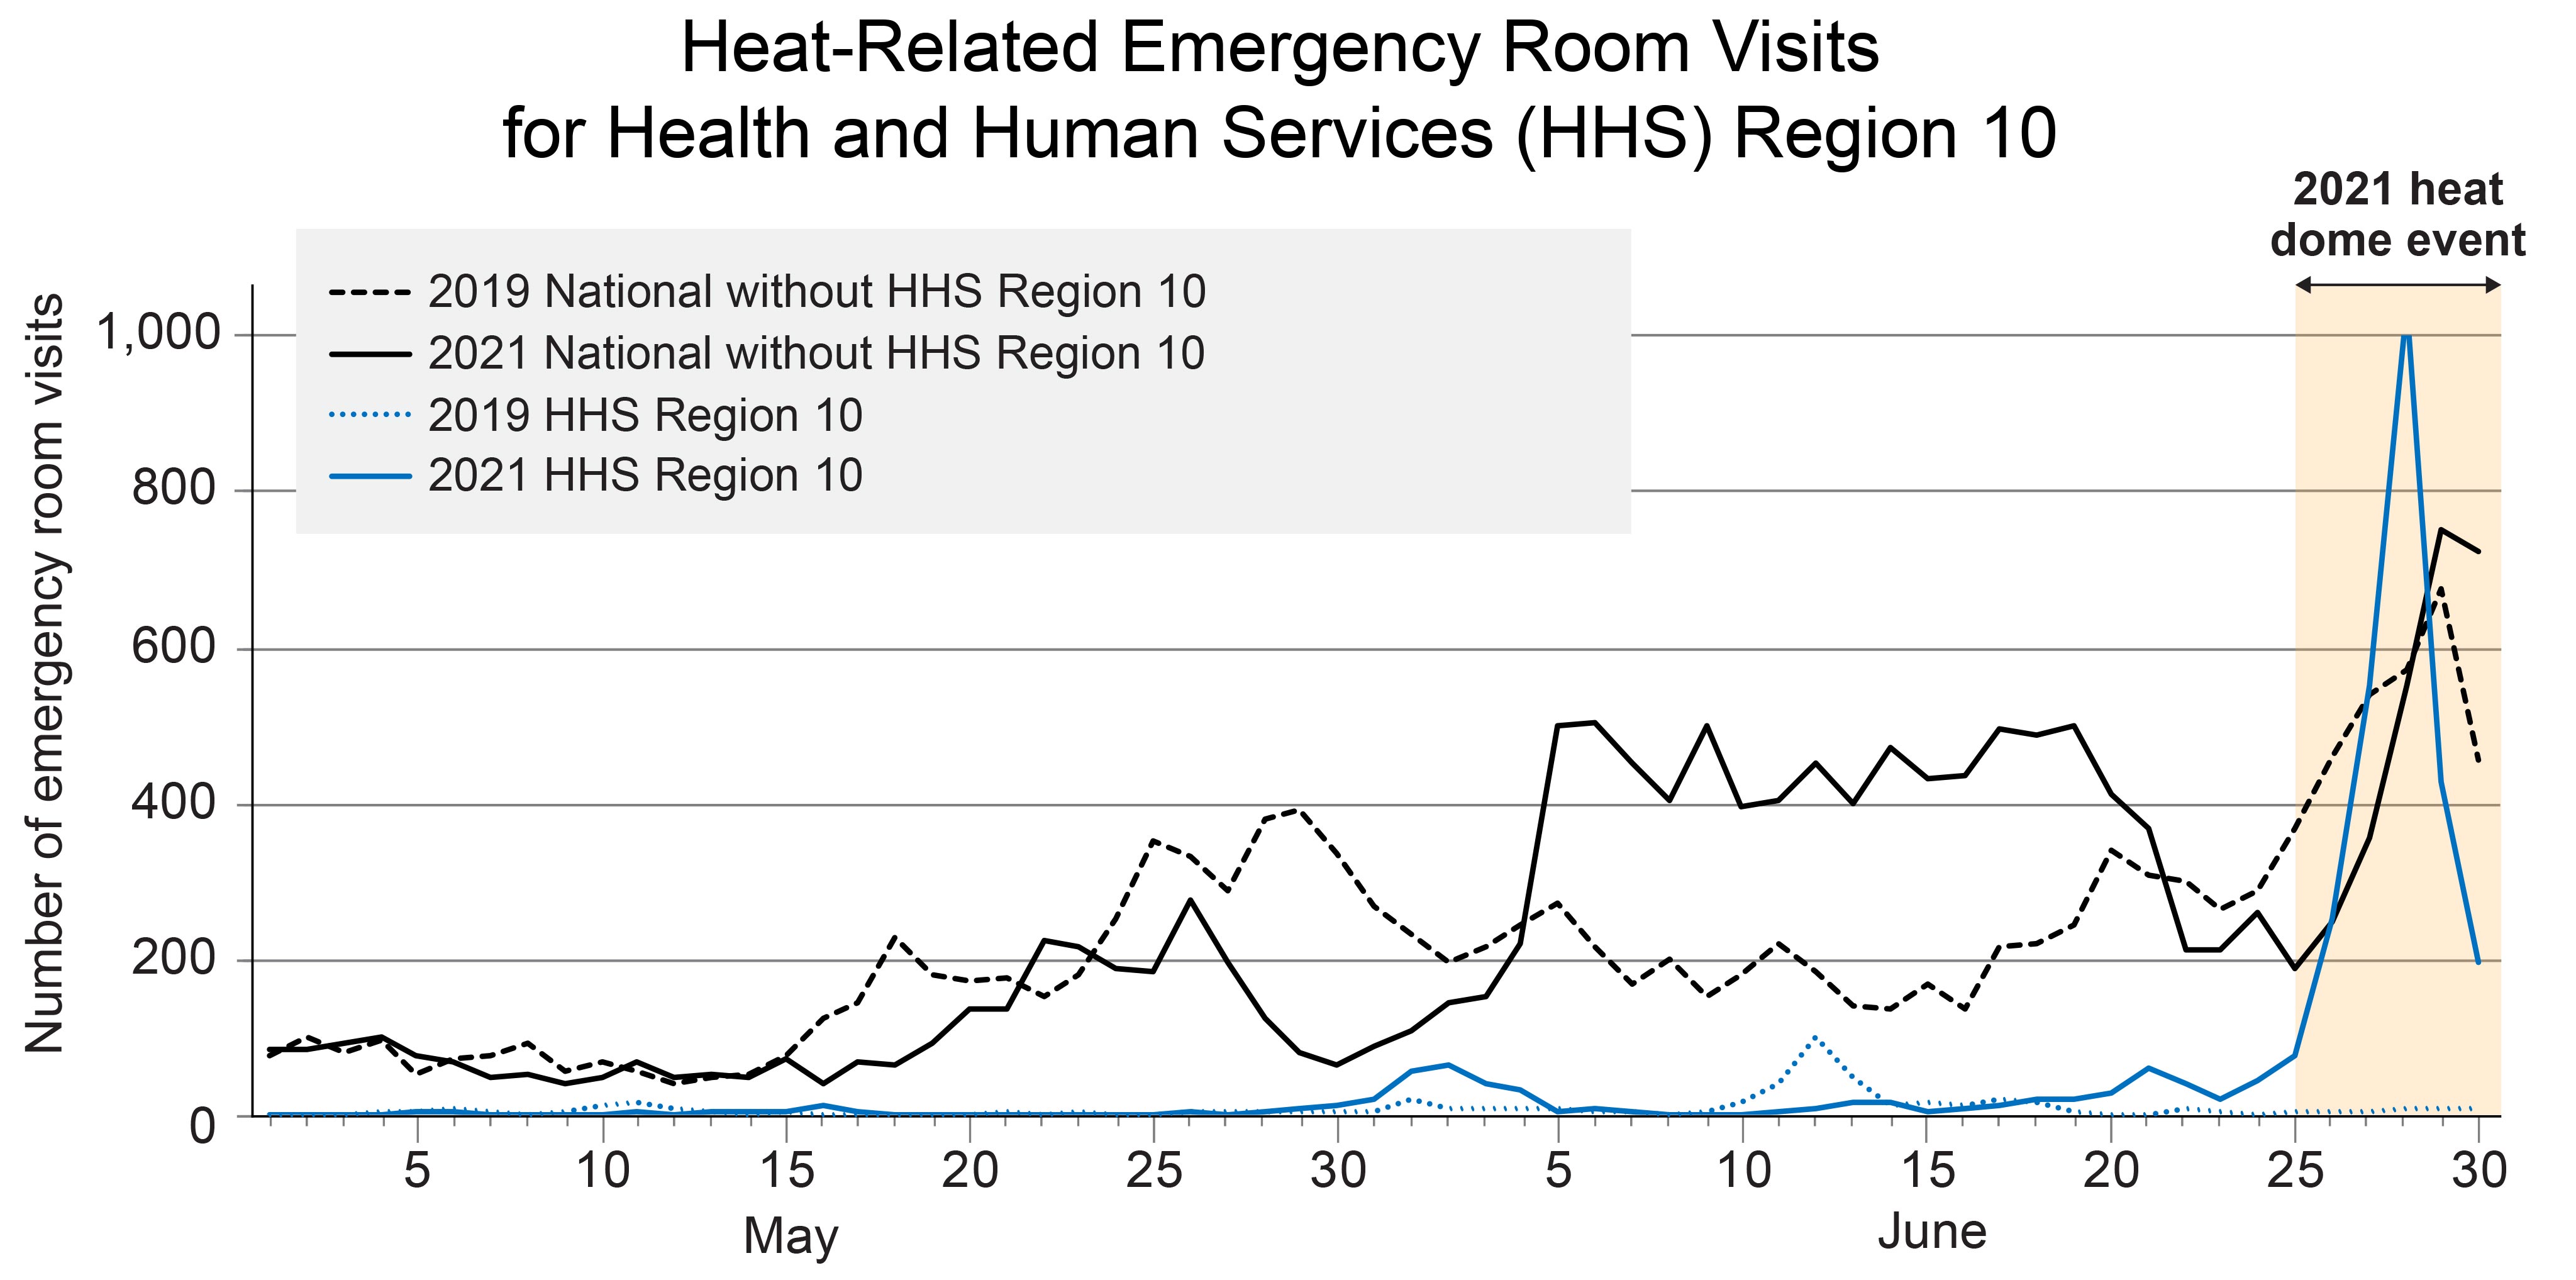 Heat-Related Emergency Room Visits
for Health and Human Services (HHS) Region 10
2021 heat
dome event
2019 National without HHS Region 10
2021 National without HHS Region 10
2019 HHS Region 10
2021 HHS Region 10
Number of emergency room visits
1,000
800
600
400
200
0
5 10 15 20 25 30 5 10 15 20 25 30
May June